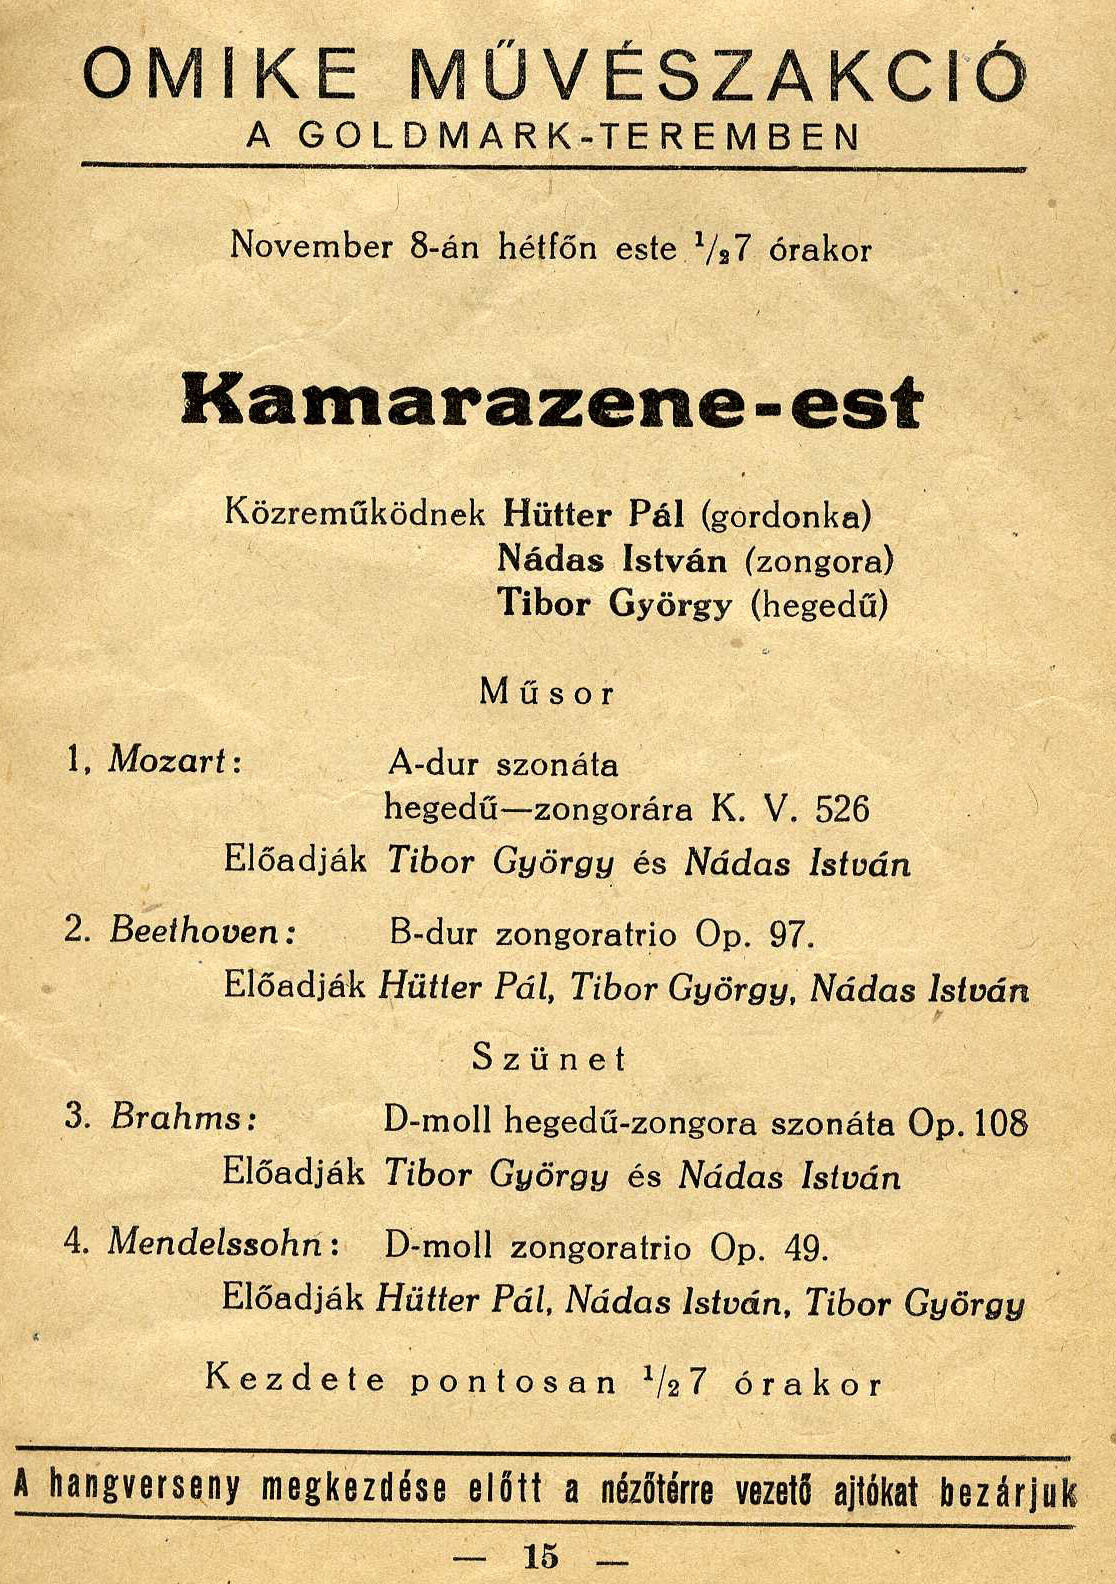 OMIKE MŰVÉSZAKCIÓ
A GOLDMARK-TEREMBEN
November 8-án hétfőn este 1/27 órakor
Kamarazene-est
Közreműködnek Hütter Pál (gordonka)
Nádas István (zongora)
Tibor György (hegedű)
Műsor
1, Mozart: A-dur szonáta
hegedű—zongorára K. V. 526
Előadják Tibor György és Nádas István
2. Beethoven: B-dur zongoratrio Op. 97.
Előadják Hütter Pál, Tibor György, Nádas István
Szünet
3. Brahms: D-moll hegedű-zongora szonáta Op. 108
Előadják Tibor György és Nádas István
4. Mendelssohn: D-moll zongoratrio Op. 49.
Előadják Hütter Pál, Nádas István, Tibor György
Kezdete pontosan 1/27 órakor
A hangverseny megkezdése előtt a nézőtérre vezető ajtókat bezárjuk
— 15 —